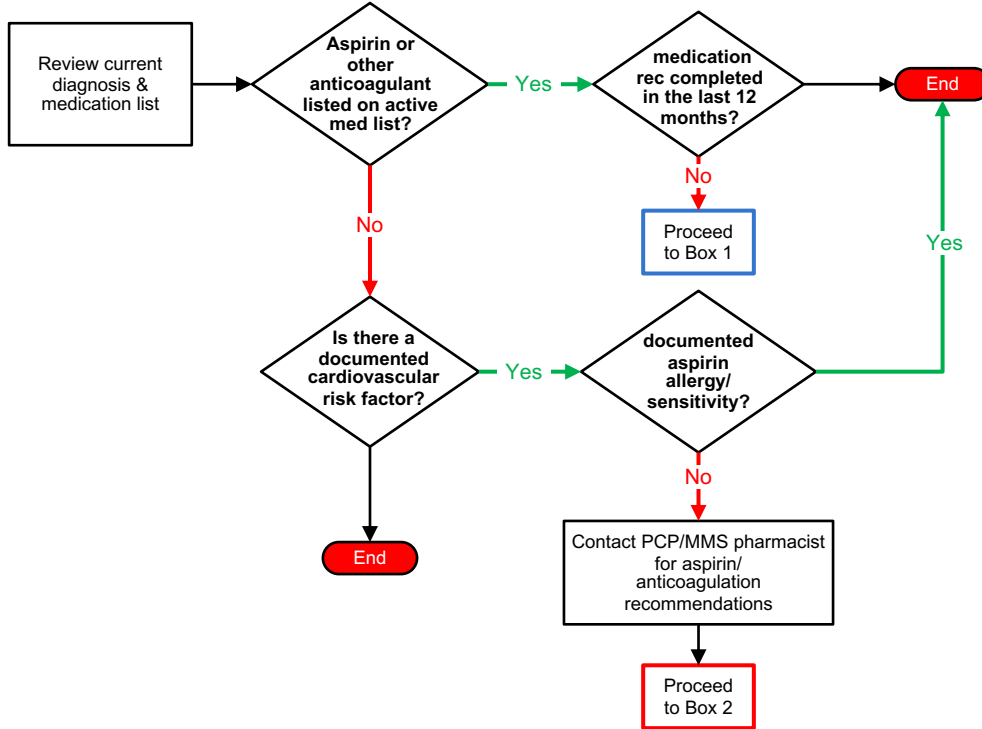 Review current
diagnosis &
medication list
Aspirin or
other
anticoagulant
listed on active
med list?
Yes
medication
rec completed
in the last 12
months?
End
No
Proceed
to Box 1
No
Is there a
documented
cardiovascular
risk factor?
Yes
documented
aspirin
allergy/
sensitivity?
Yes
No
End
Contact PCP/MMS pharmacist
for aspirin/
anticoagulation
recommendations
Proceed
to Box 2